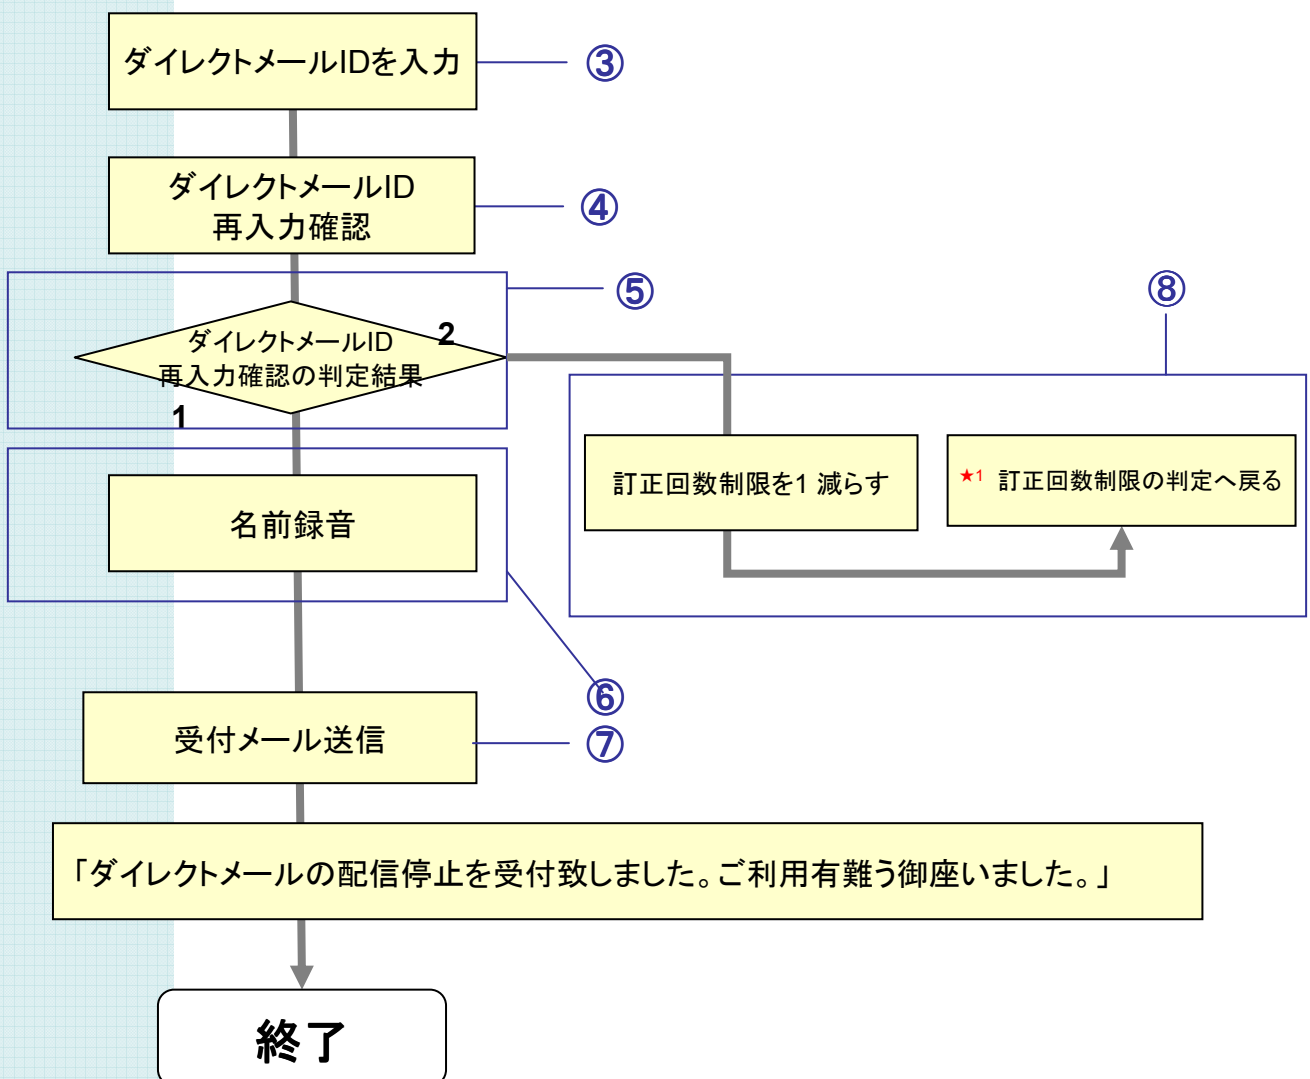 ダイレクトメールIDを入力
③
ダイレクトメールID
再入力確認
④
⑤
⑧
ダイレクトメールID
再入力確認の判定結果
2
1
訂正回数制限を1 減らす
★1 訂正回数制限の判定へ戻る
名前録音
⑥
受付メール送信
⑦
「ダイレクトメールの配信停止を受付致しました。ご利用有難う御座いました。」
終了